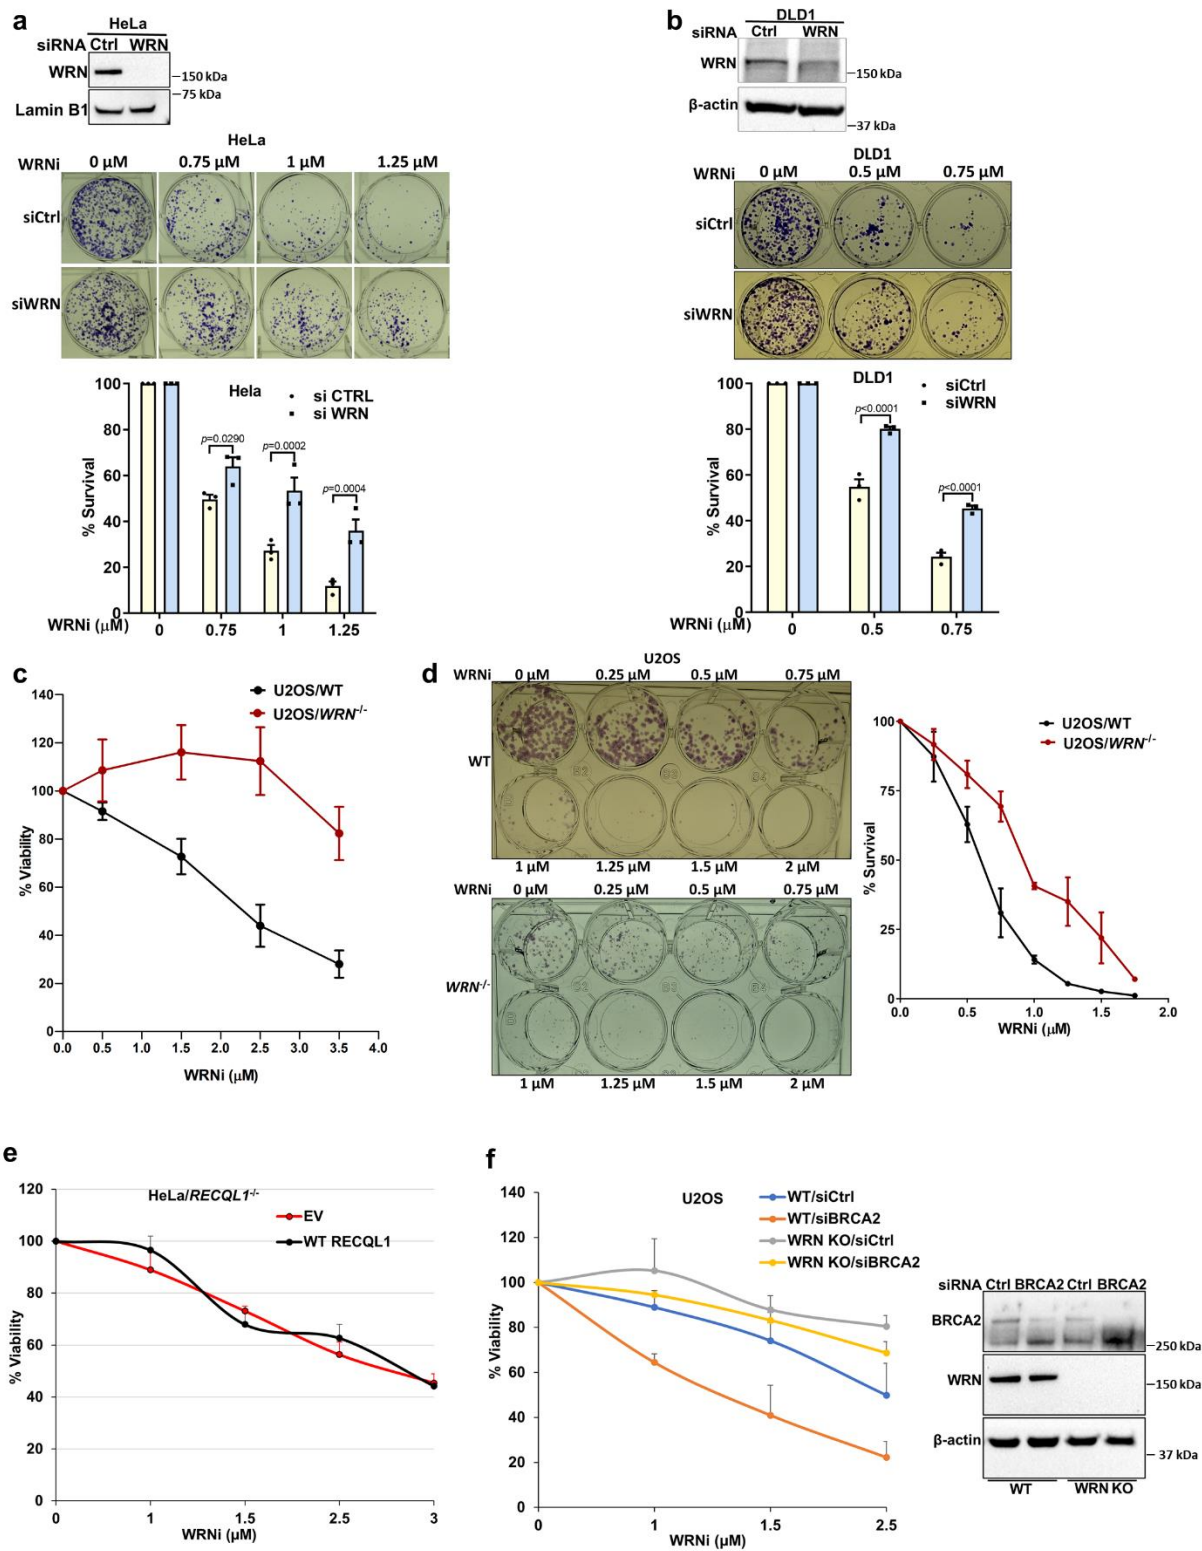 a
HeLa
siRNA Ctrl WRN
WRN
150 kDa
75 kDa
Lamin B1
HeLa
WRNi 0 µM 0.75 µM 1 µM 1.25 µM
siCtrl
siWRN
Hela
si CTRL
si WRN
p=0.0290
p=0.0002
p=0.0004
% Survival
100
80
60
40
20
0
WRNi (µM)
0 0.75 1 1.25
b
DLD1
siRNA Ctrl WRN
WRN
150 kDa
β-actin
37 kDa
DLD1
WRNi 0 µM 0.5 µM 0.75 µM
siCtrl
siWRN
DLD1
siCtrl
siWRN
p<0.0001
p<0.0001
% Survival
100
80
60
40
20
0
WRNi (µM)
0 0.5 0.75
c
U2OS/WT
U2OS/WRN-/-
% Viability
140
120
100
80
60
40
20
0
0.0 0.5 1.0 1.5 2.0 2.5 3.0 3.5 4.0
WRNi (µM)
d
U2OS
WRNi 0 µM 0.25 µM 0.5 µM 0.75 µM
WT
1 µM 1.25 µM 1.5 µM 2 µM
WRNi 0 µM 0.25 µM 0.5 µM 0.75 µM
WRN-/-
1 µM 1.25 µM 1.5 µM 2 µM
U2OS/WT
U2OS/WRN-/-
% Survival
100
75
50
25
0
0.0 0.5 1.0 1.5 2.0
WRNi (µM)
e
HeLa/RECQL1-/-
EV
WT RECQL1
% Viability
120
100
80
60
40
20
0
0 1 1.5 2.5 3
WRNi (µM)
f
U2OS
WT/siCtrl
WT/siBRCA2
WRN KO/siCtrl
WRN KO/siBRCA2
% Viability
140
120
100
80
60
40
20
0
0 1 1.5 2.5
WRNi (µM)
siRNA Ctrl BRCA2 Ctrl BRCA2
BRCA2
250 kDa
WRN
150 kDa
β-actin
37 kDa
WT WRN KO